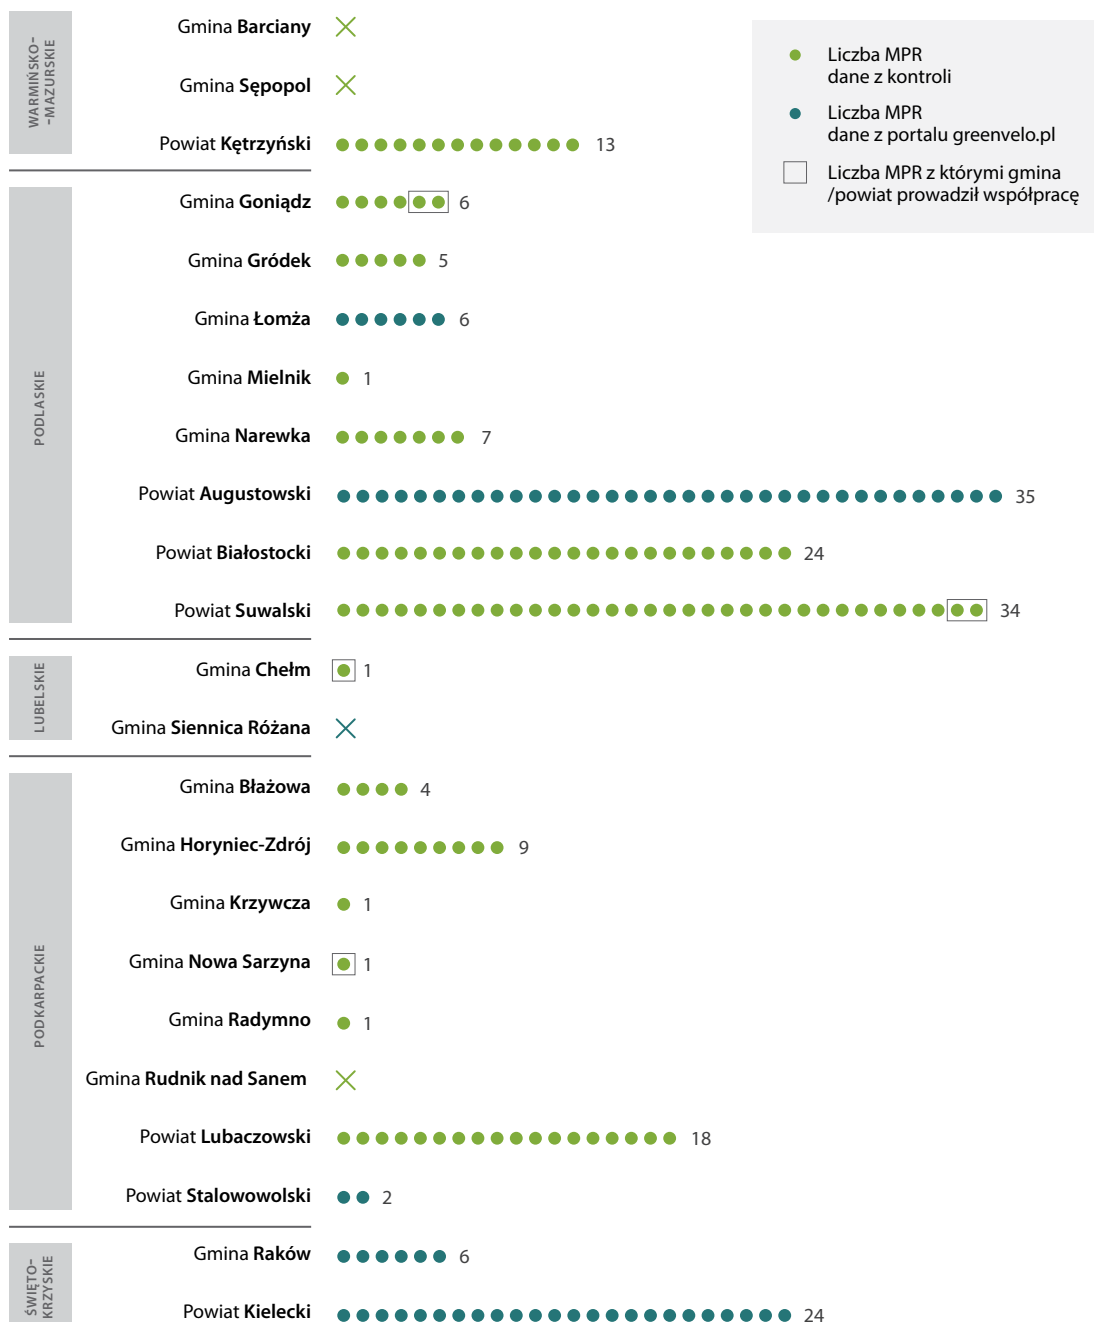 WARMIŃSKO-
-MAZURSKIE
Gmina Barciany
Gmina Sępopol
Powiat Kętrzyński 13
Liczba MPR
dane z kontroli
Liczba MPR
dane z portalu greenvelo.pl
Liczba MPR z którymi gmina
/powiat prowadził współpracę
PODLASKIE
Gmina Goniądz 6
Gmina Gródek 5
Gmina Łomża 6
Gmina Mielnik 1
Gmina Narewka 7
Powiat Augustowski 35
Powiat Białostocki 24
Powiat Suwalski 34
LUBELSKIE
Gmina Chełm 1
Gmina Siennica Różana
PODKARPACKIE
Gmina Błażowa 4
Gmina Horyniec-Zdrój 9
Gmina Krzywcza 1
Gmina Nowa Sarzyna 1
Gmina Radymno 1
Gmina Rudnik nad Sanem
Powiat Lubaczowski 18
Powiat Stalowowolski 2
ŚWIĘTO-
KRZYSKIE
Gmina Raków 6
Powiat Kielecki 24